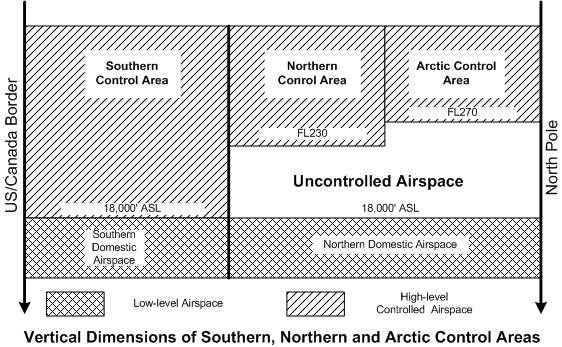 US/Canada Border
Southern
Control Area
Northern
Conrol Area
Arctic Control
Area
FL270
FL230
North Pole
Uncontrolled Airspace
18,000' ASL
18,000' ASL
Southern
Domestic
Airspace
Northern Domestic Airspace
Low-level Airspace
High-level
Controlled Airspace
Vertical Dimensions of Southern, Northern and Arctic Control Areas